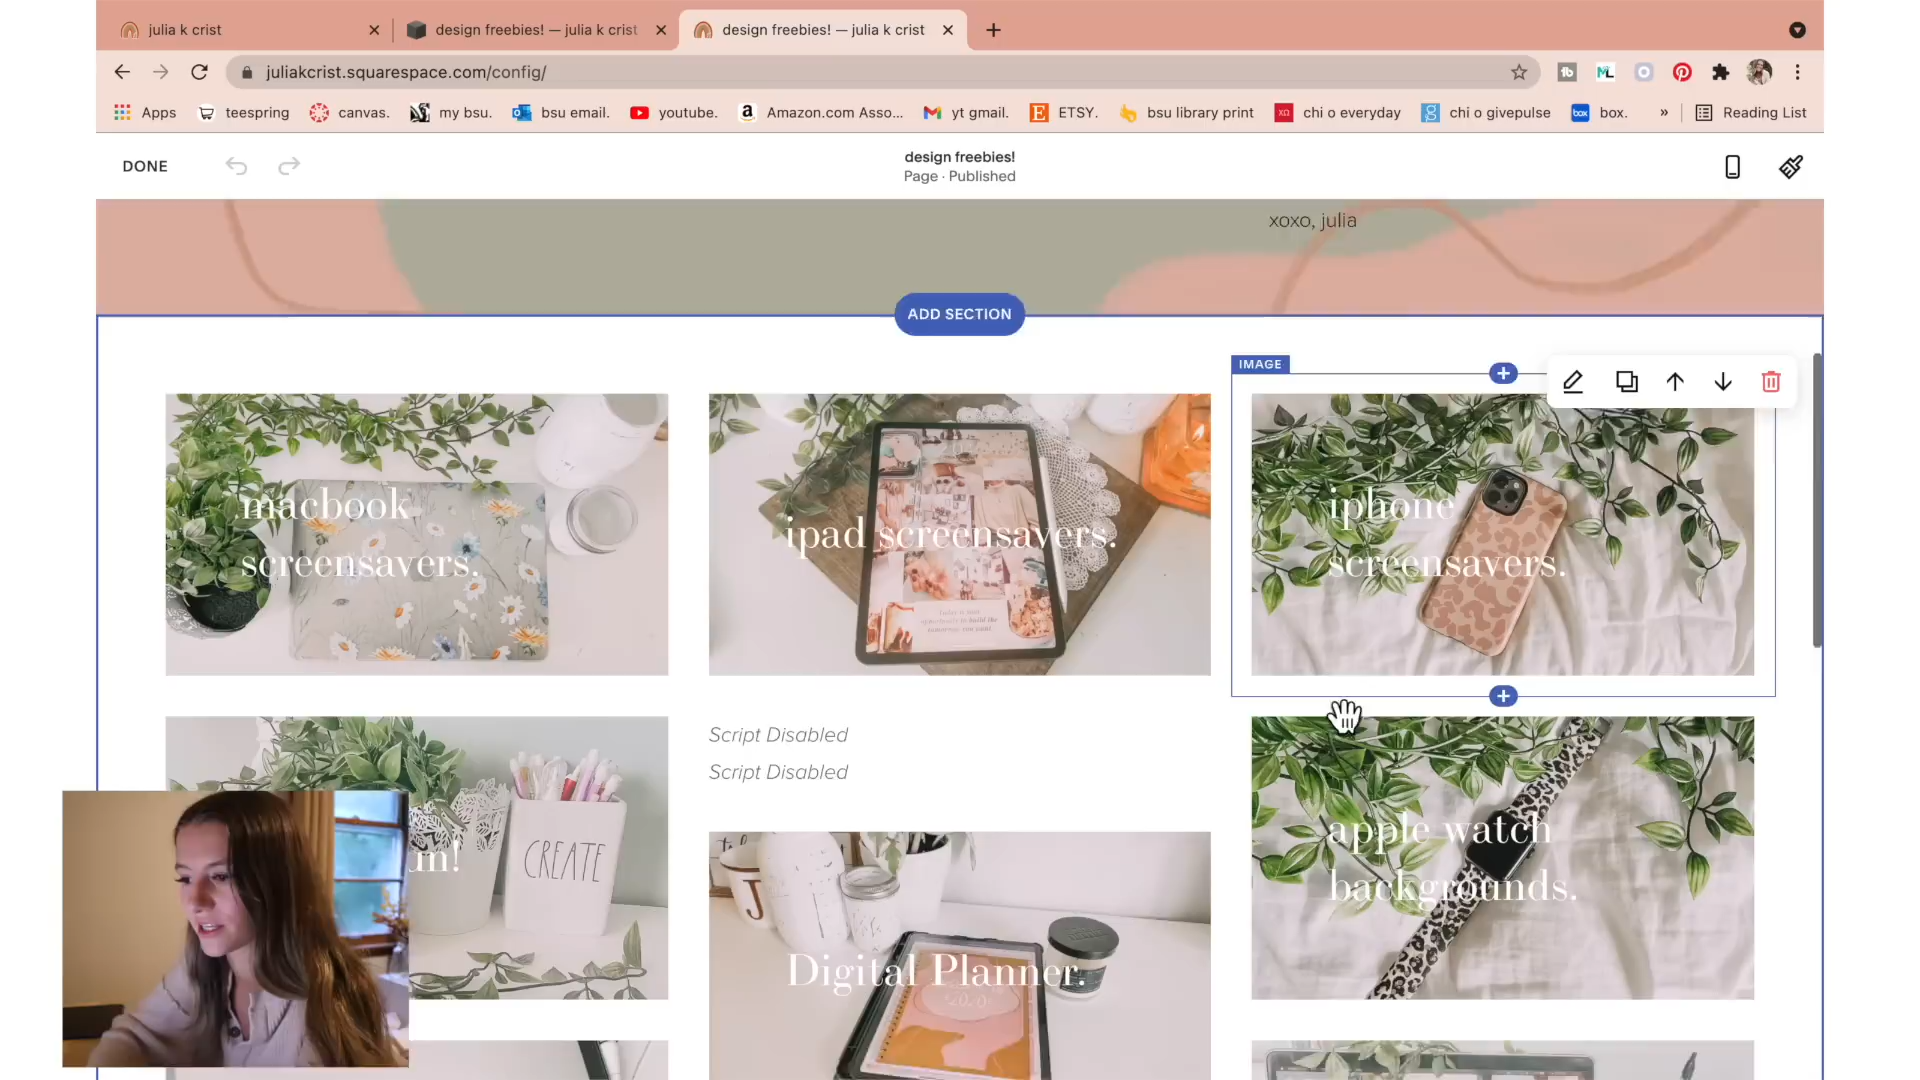 julia k crist
design freebies! — julia k crist
design freebies! — julia k crist
juliakcrist.squarespace.com/config/
Apps
teespring
canvas.
my bsu.
bsu email.
youtube.
Amazon.com Asso...
yt gmail.
ETSY.
bsu library print
chi o everyday
chi o givepulse
box.
»
Reading List
DONE
design freebies!
Page · Published
xoxo, julia
ADD SECTION
IMAGE
macbook
screensavers.
ipad screensavers.
iphone
screensavers.
Script Disabled
Script Disabled
CREATE
apple watch
backgrounds.
J
Digital Planner.
2020